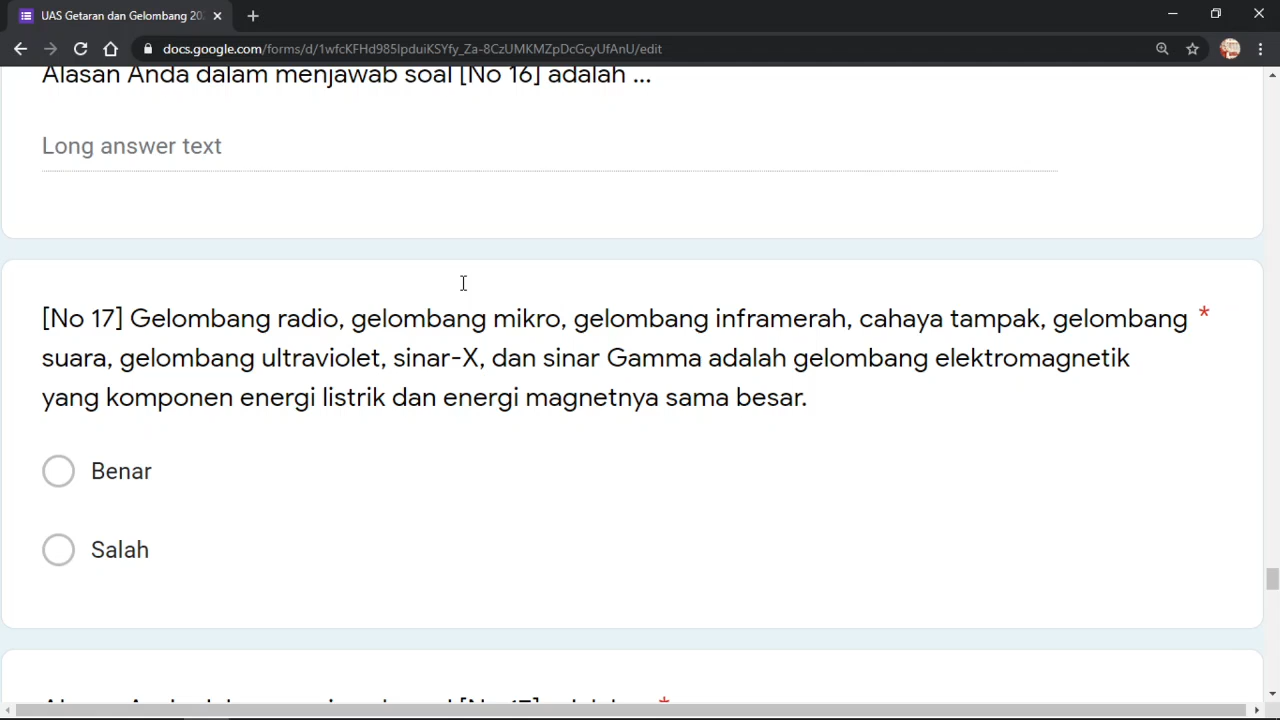 UAS Getaran dan Gelombang 20
docs.google.com/forms/d/1wfcKFHd985lpduiKSYfy_Za-8CzUMKMZpDcGcyUfAnU/edit
Alasan Anda dalam menjawab soal [No 16] adalah ...
Long answer text
[No 17] Gelombang radio, gelombang mikro, gelombang inframerah, cahaya tampak, gelombang *
suara, gelombang ultraviolet, sinar-X, dan sinar Gamma adalah gelombang elektromagnetik
yang komponen energi listrik dan energi magnetnya sama besar.
Benar
Salah